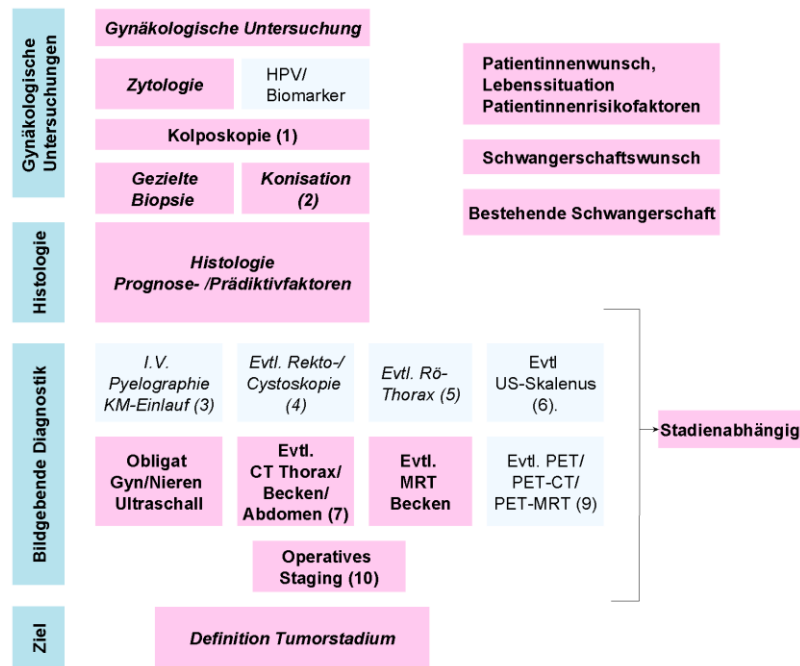 Gynäkologische
Untersuchungen
Gynäkologische Untersuchung
Zytologie
HPV/
Biomarker
Kolposkopie (1)
Gezielte
Biopsie
Konisation
(2)
Patientinnenwunsch,
Lebenssituation
Patientinnenrisikofaktoren
Schwangerschaftswunsch
Bestehende Schwangerschaft
Histologie
Histologie
Prognose- /Prädiktivfaktoren
Bildgebende Diagnostik
I.V.
Pyelographie
KM-Einlauf (3)
Evtl. Rekto-/
Cystoskopie
(4)
Evtl. Rö-
Thorax (5)
Evtl
US-Skalenus
(6).
Obligat
Gyn/Nieren
Ultraschall
Evtl.
CT Thorax/
Becken/
Abdomen (7)
Evtl.
MRT
Becken
Evtl. PET/
PET-CT/
PET-MRT (9)
Operatives
Staging (10)
Stadienabhängig
Ziel
Definition Tumorstadium